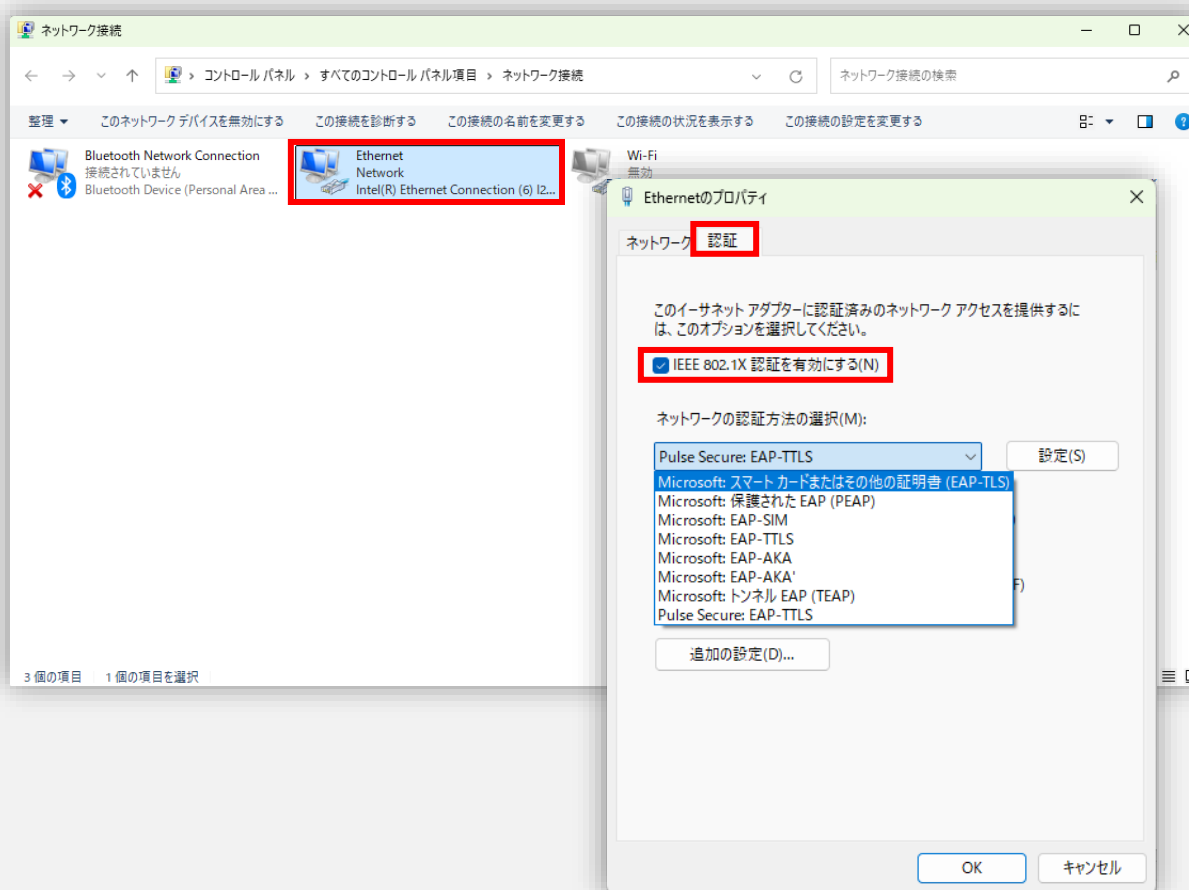 ネットワーク接続
コントロール パネル › すべてのコントロール パネル項目 › ネットワーク接続
ネットワーク接続の検索
整理 このネットワーク デバイスを無効にする この接続を診断する この接続の名前を変更する この接続の状況を表示する この接続の設定を変更する
Bluetooth Network Connection
接続されていません
Bluetooth Device (Personal Area ...
Ethernet
Network
Intel(R) Ethernet Connection (6) I2...
Wi-Fi
無効
Ethernetのプロパティ
ネットワーク 認証
このイーサネット アダプターに認証済みのネットワーク アクセスを提供するに
は、このオプションを選択してください。
IEEE 802.1X 認証を有効にする(N)
ネットワークの認証方法の選択(M):
Pulse Secure: EAP-TTLS
設定(S)
Microsoft: スマート カードまたはその他の証明書 (EAP-TLS)
Microsoft: 保護された EAP (PEAP)
Microsoft: EAP-SIM
Microsoft: EAP-TTLS
Microsoft: EAP-AKA
Microsoft: EAP-AKA'
Microsoft: トンネル EAP (TEAP)
Pulse Secure: EAP-TTLS
F)
追加の設定(D)...
3 個の項目 1 個の項目を選択
OK キャンセル